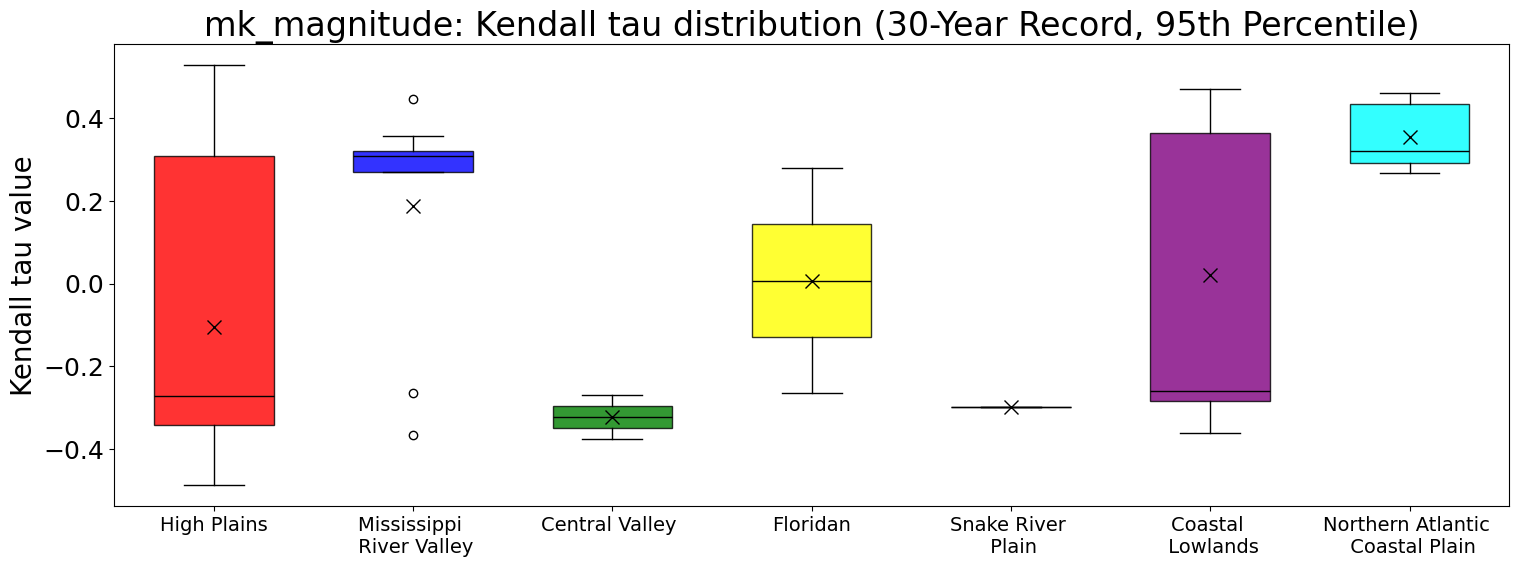 mk_magnitude: Kendall tau distribution (30-Year Record, 95th Percentile)
Kendall tau value
0.4
0.2
0.0
−0.2
−0.4
High Plains
Mississippi
River Valley
Central Valley
Floridan
Snake River
Plain
Coastal
Lowlands
Northern Atlantic
Coastal Plain